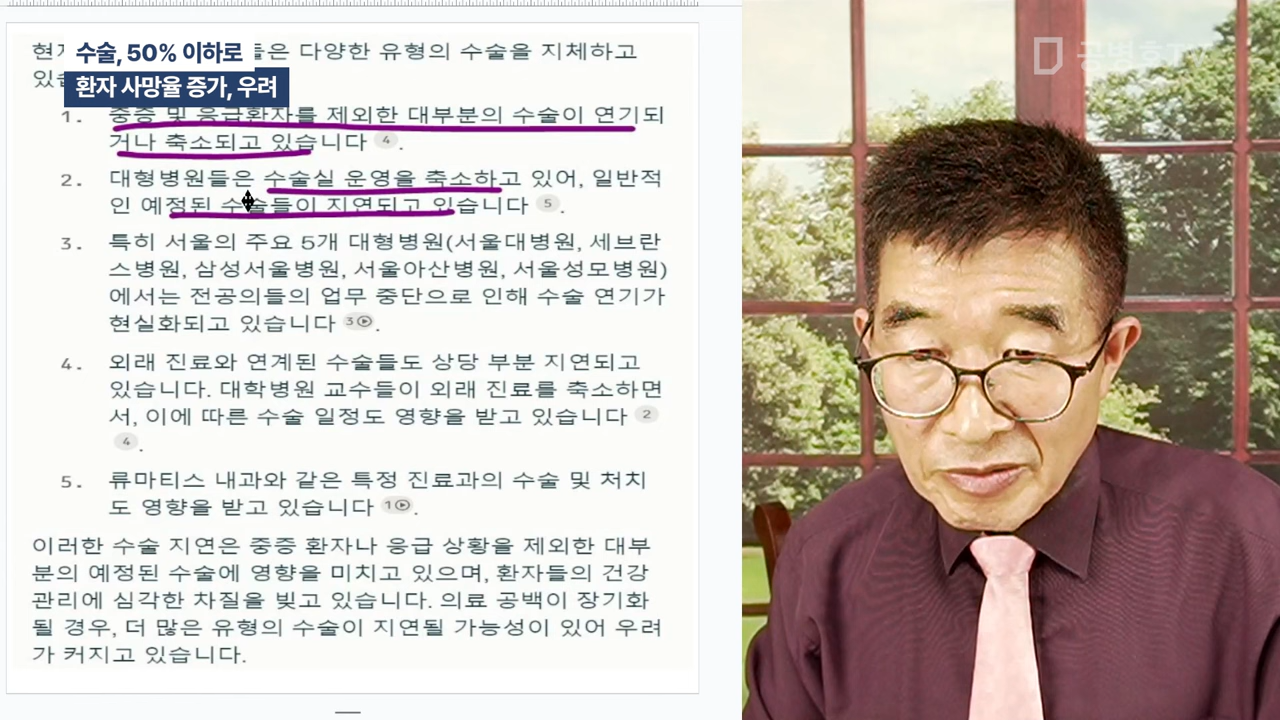 수술, 50% 이하로
환자 사망율 증가, 우려
들은 다양한 유형의 수술을 지체하고
1. 중증 및 응급환자를 제외한 대부분의 수술이 연기되
거나 축소되고 있습니다 4.
2. 대형병원들은 수술실 운영을 축소하고 있어, 일반적
인 예정된 수술들이 지연되고 있습니다 5.
3. 특히 서울의 주요 5개 대형병원(서울대병원, 세브란
스병원, 삼성서울병원, 서울아산병원, 서울성모병원)
에서는 전공의들의 업무 중단으로 인해 수술 연기가
현실화되고 있습니다 3.
4. 외래 진료와 연계된 수술들도 상당 부분 지연되고
있습니다. 대학병원 교수들이 외래 진료를 축소하면
서, 이에 따른 수술 일정도 영향을 받고 있습니다 2
4.
5. 류마티스 내과와 같은 특정 진료과의 수술 및 처치
도 영향을 받고 있습니다 1.
이러한 수술 지연은 중증 환자나 응급 상황을 제외한 대부
분의 예정된 수술에 영향을 미치고 있으며, 환자들의 건강
관리에 심각한 차질을 빚고 있습니다. 의료 공백이 장기화
될 경우, 더 많은 유형의 수술이 지연될 가능성이 있어 우려
가 커지고 있습니다.